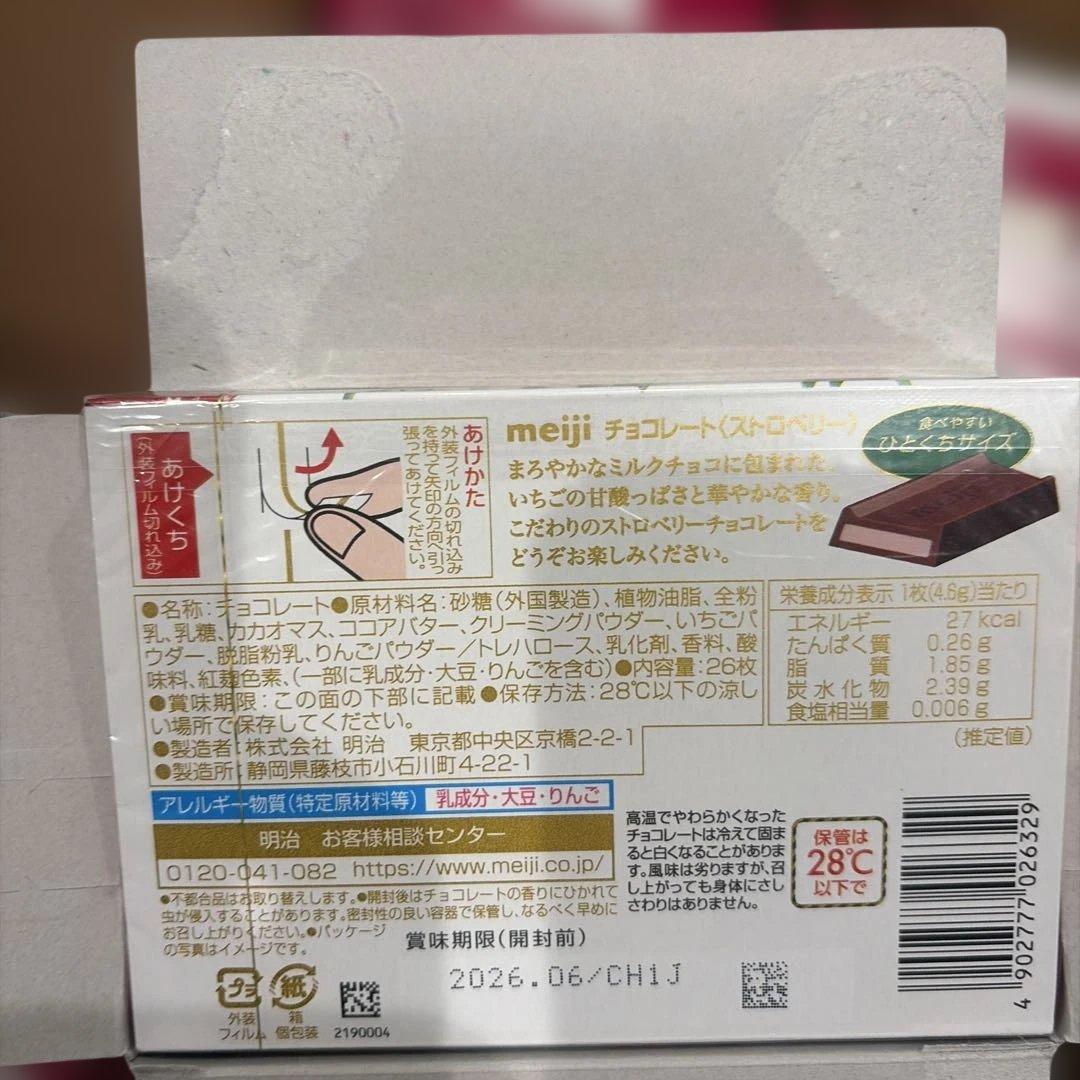 あけくち
(外装フィルム切れ込み)
あけかた
外装フィルムの切れ込み
を持って矢印の方向へ引っ
張ってあけてください。
meiji チョコレート〈ストロベリー〉
まろやかなミルクチョコに包まれた、
いちごの甘酸っぱさと華やかな香り。
こだわりのストロベリーチョコレートを
どうぞお楽しみください。
食べやすい
ひとくちサイズ
●名称:チョコレート●原材料名:砂糖(外国製造)、植物油脂、全粉
乳、乳糖、カカオマス、ココアバター、クリーミングパウダー、いちごパ
ウダー、脱脂粉乳、りんごパウダー/トレハロース、乳化剤、香料、酸
味料、紅麹色素、(一部に乳成分・大豆・りんごを含む)●内容量:26枚
●賞味期限:この面の下部に記載●保存方法:28℃以下の涼し
い場所で保存してください。
●製造者:株式会社 明治 東京都中央区京橋2-2-1
●製造所:静岡県藤枝市小石川町4-22-1
栄養成分表示 1枚(4.6g)当たり
エネルギー 27kcal
たんぱく質 0.26g
脂質 1.85g
炭水化物 2.39g
食塩相当量 0.006g
(推定値)
アレルギー物質(特定原材料等) 乳成分・大豆・りんご
明治 お客様相談センター
0120-041-082 https://www.meiji.co.jp/
●不都合品はお取り替えします。●開封後はチョコレートの香りにひかれて
虫が侵入することがあります。密封性の良い容器で保管し、なるべく早めに
お召し上がりください。●パッケージ
の写真はイメージです。
高温でやわらかくなった
チョコレートは冷えて固ま
ると白くなることがありま
す。風味は劣りますが、召
し上がっても身体にさし
さわりはありません。
保管は
28℃
以下で
賞味期限(開封前)
2026.06/CH1J
プラ
外装
フィルム
紙
箱
個包装
2190004
4902777026329